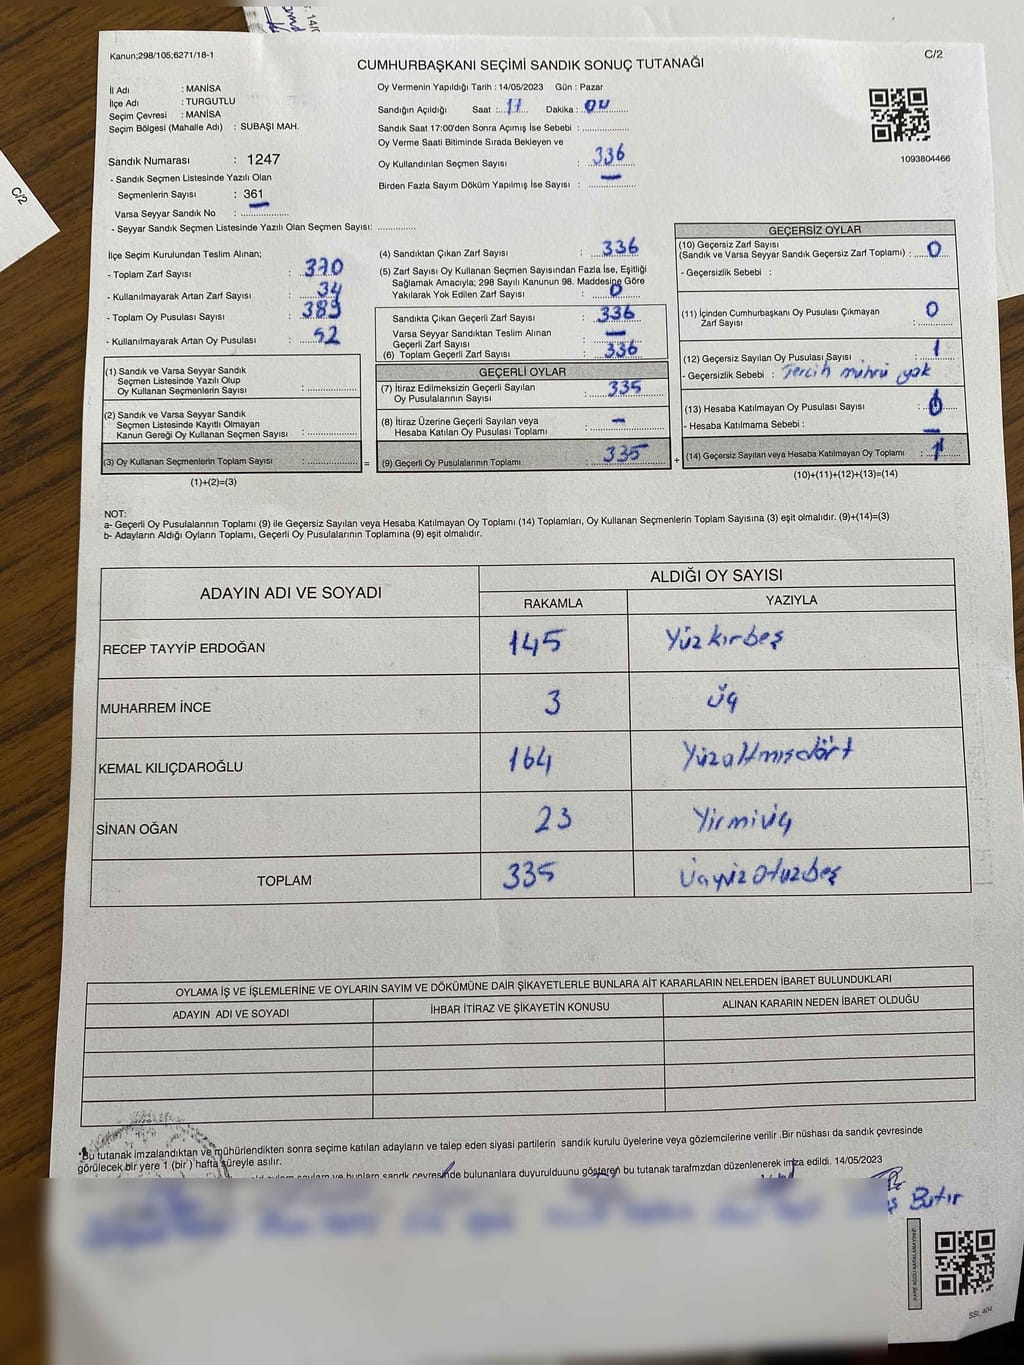 Kanun;298/105;6271/18-1
C/2
CUMHURBAŞKANI SEÇİMİ SANDIK SONUÇ TUTANAĞI
İl Adı : MANİSA
İlçe Adı : TURGUTLU
Seçim Çevresi : MANİSA
Seçim Bölgesi (Mahalle Adı) : SUBAŞI MAH.
Sandık Numarası : 1247
- Sandık Seçmen Listesinde Yazılı Olan
Seçmenlerin Sayısı : 361
Varsa Seyyar Sandık No : ..................
- Seyyar Sandık Seçmen Listesinde Yazılı Olan Seçmen Sayısı: .............
Oy Vermenin Yapıldığı Tarih : 14/05/2023 Gün : Pazar
Sandığın Açıldığı Saat :..17.. Dakika :..00..
Sandık Saat 17:00'den Sonra Açımış İse Sebebi : ..................
Oy Verme Saati Bitiminde Sırada Bekleyen ve
Oy Kullandırılan Seçmen Sayısı : 336
Birden Fazla Sayım Döküm Yapılmış İse Sayısı : —
1093804466
İlçe Seçim Kurulundan Teslim Alınan;
- Toplam Zarf Sayısı : 370
- Kullanılmayarak Artan Zarf Sayısı : 34
- Toplam Oy Pusulası Sayısı : 389
- Kullanılmayarak Artan Oy Pusulası : 52
(1) Sandık ve Varsa Seyyar Sandık
Seçmen Listesinde Yazılı Olup
Oy Kullanan Seçmenlerin Sayısı : ..................
(2) Sandık ve Varsa Seyyar Sandık
Seçmen Listesinde Kayıtlı Olmayan
Kanun Gereği Oy Kullanan Seçmen Sayısı : ..................
(3) Oy Kullanan Seçmenlerin Toplam Sayısı : ..................
(1)+(2)=(3)
=
(4) Sandıktan Çıkan Zarf Sayısı : 336
(5) Zarf Sayısı Oy Kullanan Seçmen Sayısından Fazla İse, Eşitliği
Sağlamak Amacıyla; 298 Sayılı Kanunun 98. Maddesine Göre
Yakılarak Yok Edilen Zarf Sayısı : 0
Sandıkta Çıkan Geçerli Zarf Sayısı : 336
Varsa Seyyar Sandıktan Teslim Alınan
Geçerli Zarf Sayısı : —
(6) Toplam Geçerli Zarf Sayısı : 336
GEÇERLİ OYLAR
(7) İtiraz Edilmeksizin Geçerli Sayılan
Oy Pusulalarının Sayısı : 335
(8) İtiraz Üzerine Geçerli Sayılan veya
Hesaba Katılan Oy Pusulası Toplamı : —
(9) Geçerli Oy Pusulalarının Toplamı : 335
+
GEÇERSİZ OYLAR
(10) Geçersiz Zarf Sayısı
(Sandık ve Varsa Seyyar Sandık Geçersiz Zarf Toplamı) : 0
- Geçersizlik Sebebi :
(11) İçinden Cumhurbaşkanı Oy Pusulası Çıkmayan
Zarf Sayısı : 0
(12) Geçersiz Sayılan Oy Pusulası Sayısı : 1
- Geçersizlik Sebebi : Tercih mührü yok
(13) Hesaba Katılmayan Oy Pusulası Sayısı : 0
- Hesaba Katılmama Sebebi : —
(14) Geçersiz Sayılan veya Hesaba Katılmayan Oy Toplamı : 1
(10)+(11)+(12)+(13)=(14)
NOT:
a- Geçerli Oy Pusulalarının Toplamı (9) ile Geçersiz Sayılan veya Hesaba Katılmayan Oy Toplamı (14) Toplamları, Oy Kullanan Seçmenlerin Toplam Sayısına (3) eşit olmalıdır. (9)+(14)=(3)
b- Adayların Aldığı Oyların Toplamı, Geçerli Oy Pusulalarının Toplamına (9) eşit olmalıdır.
ADAYIN ADI VE SOYADI
ALDIĞI OY SAYISI
RAKAMLA YAZIYLA
RECEP TAYYİP ERDOĞAN 145 Yüzkırbeş
MUHARREM İNCE 3 Üç
KEMAL KILIÇDAROĞLU 164 Yüzaltmışdört
SİNAN OĞAN 23 Yirmiüç
TOPLAM 335 Üçyüzotuzbeş
OYLAMA İŞ VE İŞLEMLERİNE VE OYLARIN SAYIM VE DÖKÜMÜNE DAİR ŞİKAYETLERLE BUNLARA AİT KARARLARIN NELERDEN İBARET BULUNDUKLARI
ADAYIN ADI VE SOYADI İHBAR İTİRAZ VE ŞİKAYETİN KONUSU ALINAN KARARIN NEDEN İBARET OLDUĞU
Bu tutanak imzalandıktan ve mühürlendikten sonra seçime katılan adayların ve talep eden siyasi partilerin sandık kurulu üyelerine veya gözlemcilerine verilir .Bir nüshası da sandık çevresinde
görülecek bir yere 1 (bir ) hafta süreyle asılır.
bulunanlara duyurulduunu gösteren bu tutanak tarafmzdan düzenlenerek imza edildi. 14/05/2023
Butır
SSL_404
C/2